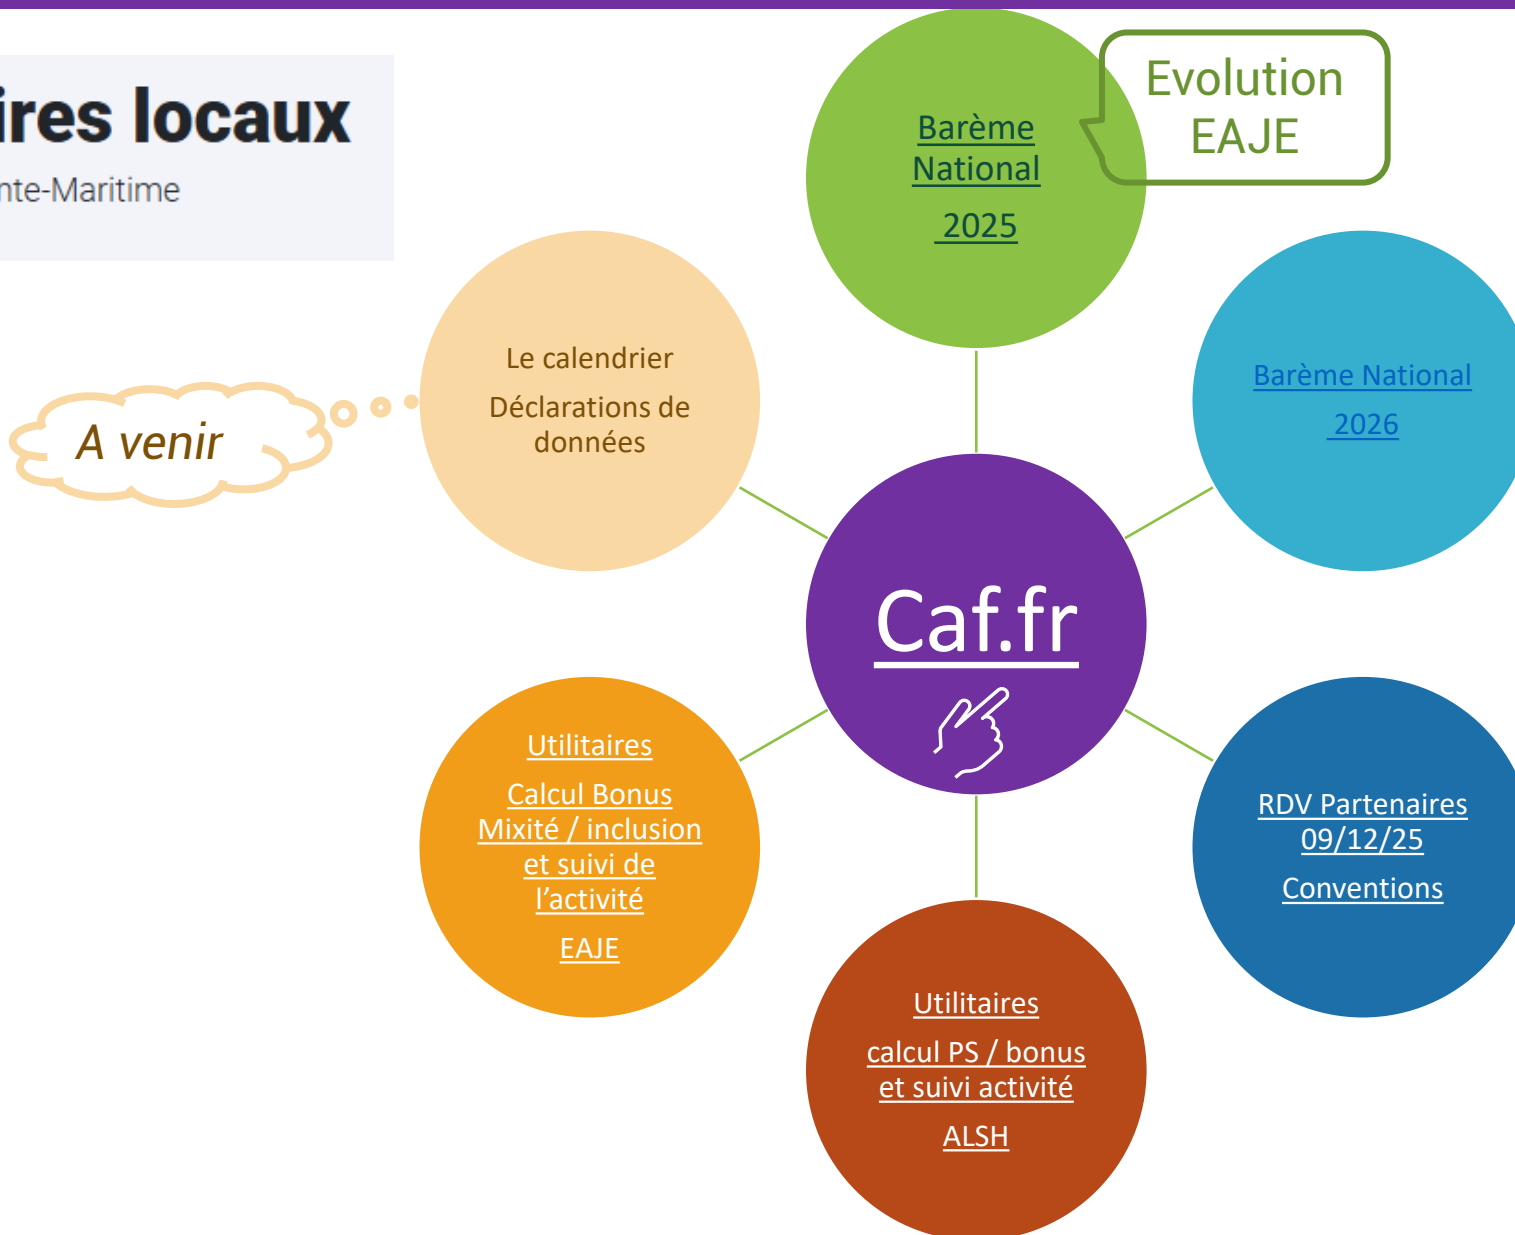 ires locaux
nte-Maritime
Evolution
EAJE
Barème
National
2025
Le calendrier
Déclarations de
données
A venir
Barème National
2026
Caf.fr
Utilitaires
Calcul Bonus
Mixité / inclusion
et suivi de
l’activité
EAJE
RDV Partenaires
09/12/25
Conventions
Utilitaires
calcul PS / bonus
et suivi activité
ALSH